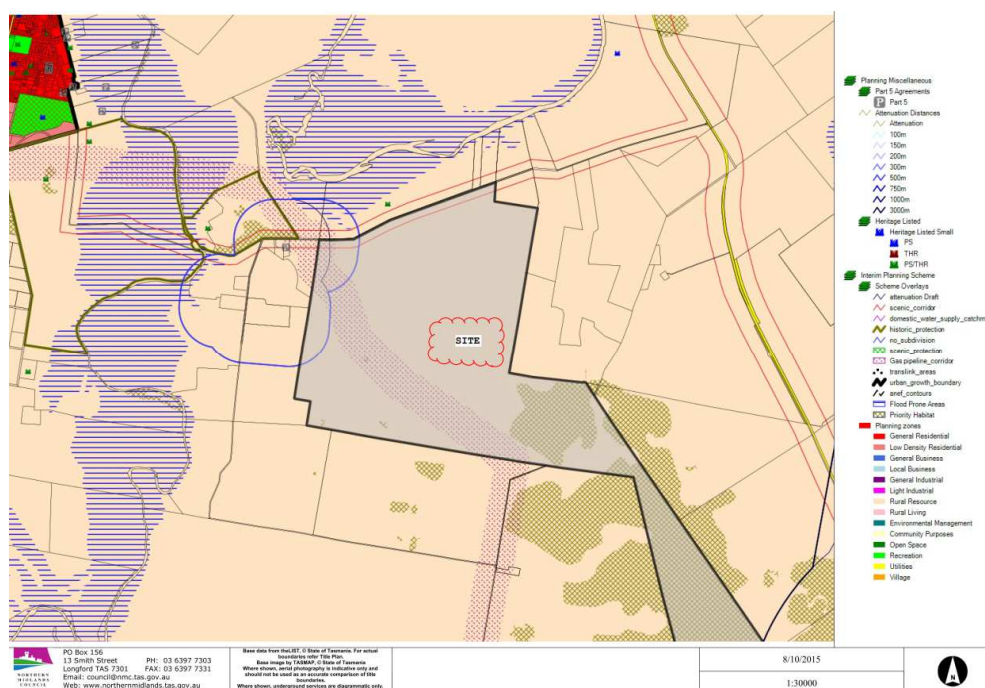 SITE
Planning Miscellaneous
Part 5 Agreements
P Part 5
Attenuation Distances
Attenuation
100m
150m
200m
300m
500m
750m
1000m
3000m
Heritage Listed
Heritage Listed Small
PS
THR
PS/THR
Interim Planning Scheme
Scheme Overlays
attenuation Draft
scenic_corridor
domestic_water_supply_catchm
historic_protection
no_subdivision
scenic_protection
Gas pipeline_corridor
translink_areas
urban_growth_boundary
anef_contours
Flood Prone Areas
Priority Habitat
Planning zones
General Residential
Low Density Residential
General Business
Local Business
General Industrial
Light Industrial
Rural Resource
Rural Living
Environmental Management
Community Purposes
Open Space
Recreation
Utilities
Village
NORTHERN
MIDLANDS
COUNCIL
PO Box 156
13 Smith Street PH: 03 6397 7303
Longford TAS 7301 FAX: 03 6397 7331
Email: council@nmc.tas.gov.au
Web: www.northernmidlands.tas.gov.au
Base data from theLIST, © State of Tasmania. For actual
boundaries refer Title Plan.
Base image by TASMAP, © State of Tasmania
Where shown, aerial photography is indicative only and
should not be used as an accurate comparison of title
boundaries.
Where shown, underground services are diagrammatic only.
8/10/2015
1:30000
N